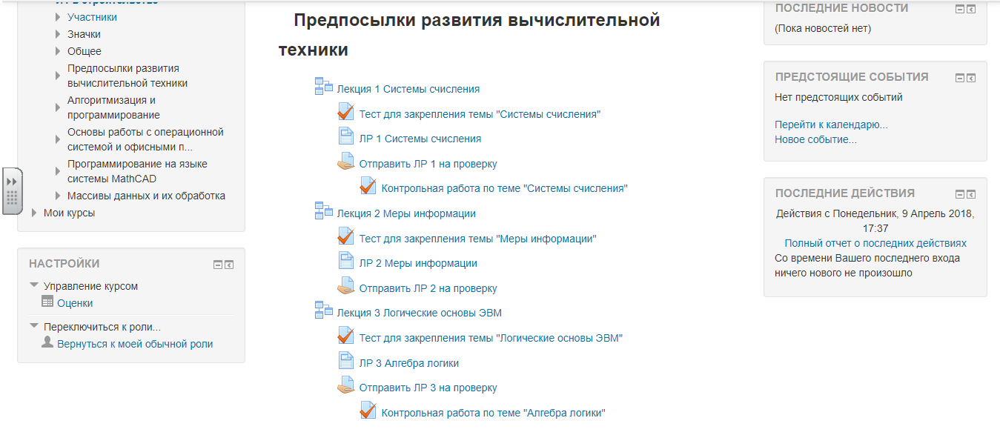 Участники
Значки
Общее
Предпосылки развития
вычислительной техники
Алгоритмизация и
программирование
Основы работы с операционной
системой и офисными п...
Программирование на языке
системы MathCAD
Массивы данных и их обработка
Мои курсы
НАСТРОЙКИ
Управление курсом
Оценки
Переключиться к роли...
Вернуться к моей обычной роли
Предпосылки развития вычислительной
техники
Лекция 1 Системы счисления
Тест для закрепления темы "Системы счисления"
ЛР 1 Системы счисления
Отправить ЛР 1 на проверку
Контрольная работа по теме "Системы счисления"
Лекция 2 Меры информации
Тест для закрепления темы "Меры информации"
ЛР 2 Меры информации
Отправить ЛР 2 на проверку
Лекция 3 Логические основы ЭВМ
Тест для закрепления темы "Логические основы ЭВМ"
ЛР 3 Алгебра логики
Отправить ЛР 3 на проверку
Контрольная работа по теме "Алгебра логики"
ПОСЛЕДНИЕ НОВОСТИ
(Пока новостей нет)
ПРЕДСТОЯЩИЕ СОБЫТИЯ
Нет предстоящих событий
Перейти к календарю...
Новое событие...
ПОСЛЕДНИЕ ДЕЙСТВИЯ
Действия с Понедельник, 9 Апрель 2018,
17:37
Полный отчет о последних действиях
Со времени Вашего последнего входа
ничего нового не произошло